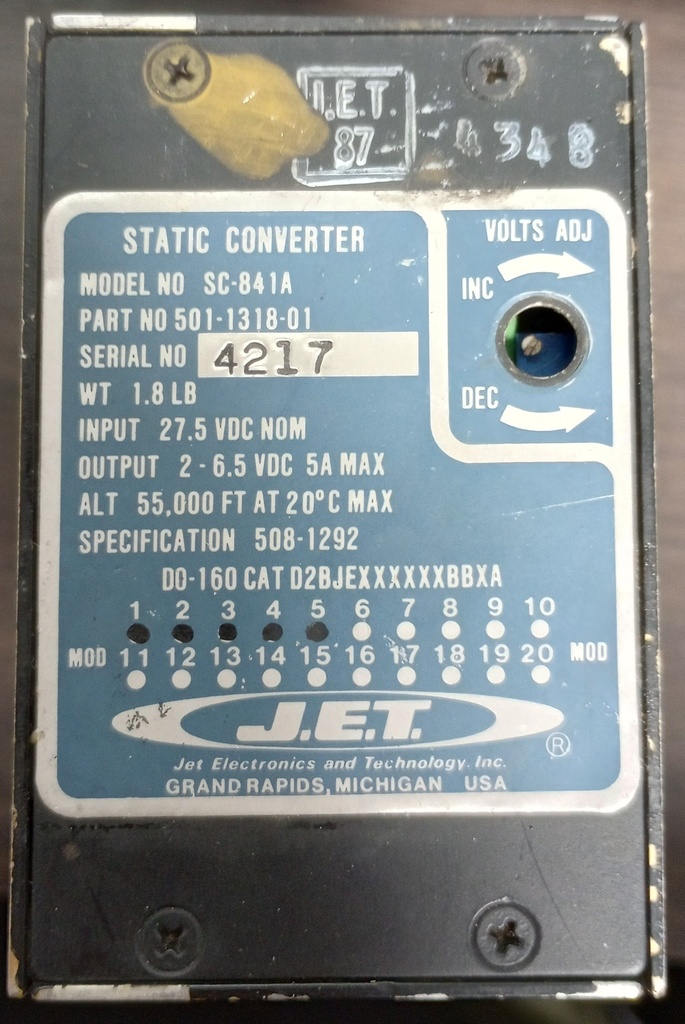 J.E.T.
87
4348
STATIC CONVERTER
MODEL NO SC-841A
PART NO 501-1318-01
SERIAL NO 4217
WT 1.8 LB
INPUT 27.5 VDC NOM
OUTPUT 2 - 6.5 VDC 5A MAX
ALT 55,000 FT AT 20°C MAX
SPECIFICATION 508-1292
DO-160 CAT D2BJEXXXXXXBBXA
VOLTS ADJ
INC
DEC
1 2 3 4 5 6 7 8 9 10
MOD 11 12 13 14 15 16 17 18 19 20 MOD
J.E.T.
®
Jet Electronics and Technology. Inc.
GRAND RAPIDS, MICHIGAN USA